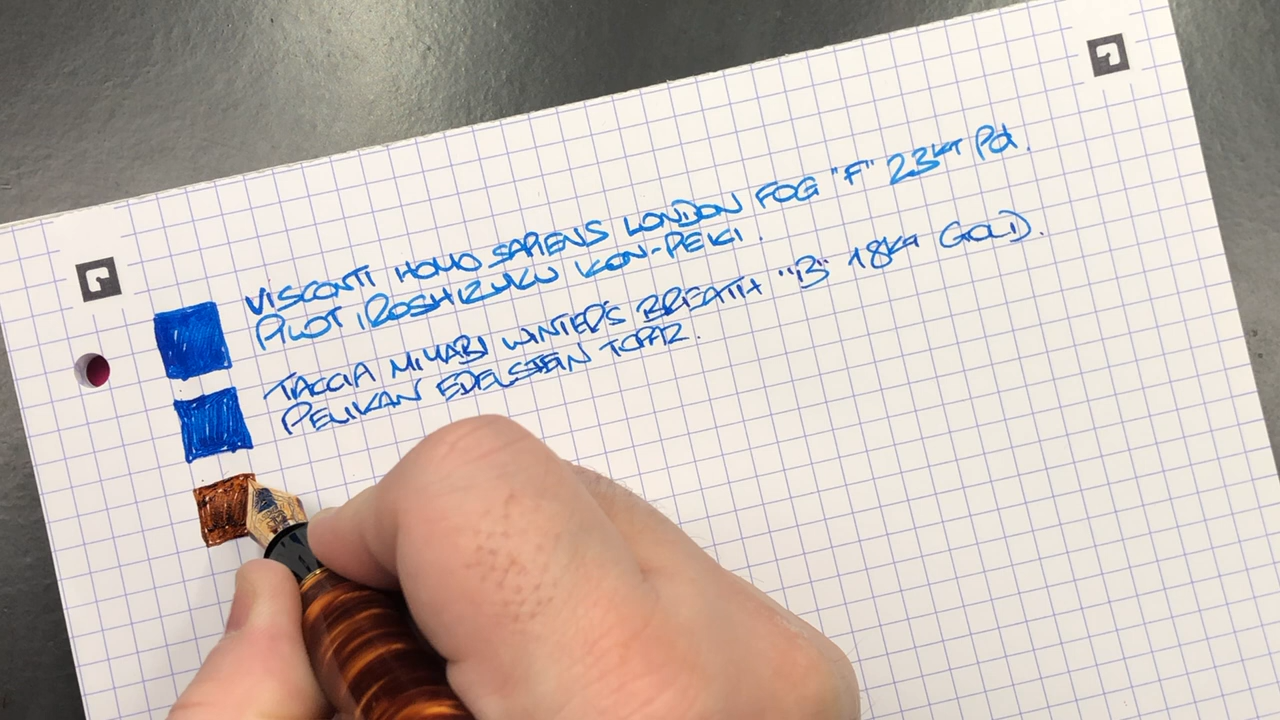 VISCONTI HOMO SAPIENS LONDON FOG "F" 23KT Pd.
PILOT IROSHIZUKU KON-PEKI.
TACCIA MIYABI WINTER'S BREATH "B" 18KT GOLD.
PELIKAN EDELSTEIN TOPAZ.